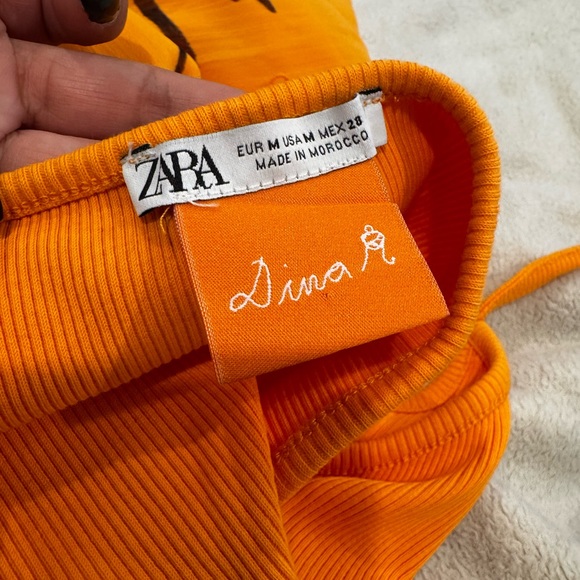 ZARA
EUR M USA M MEX 28
MADE IN MOROCCO
Dina